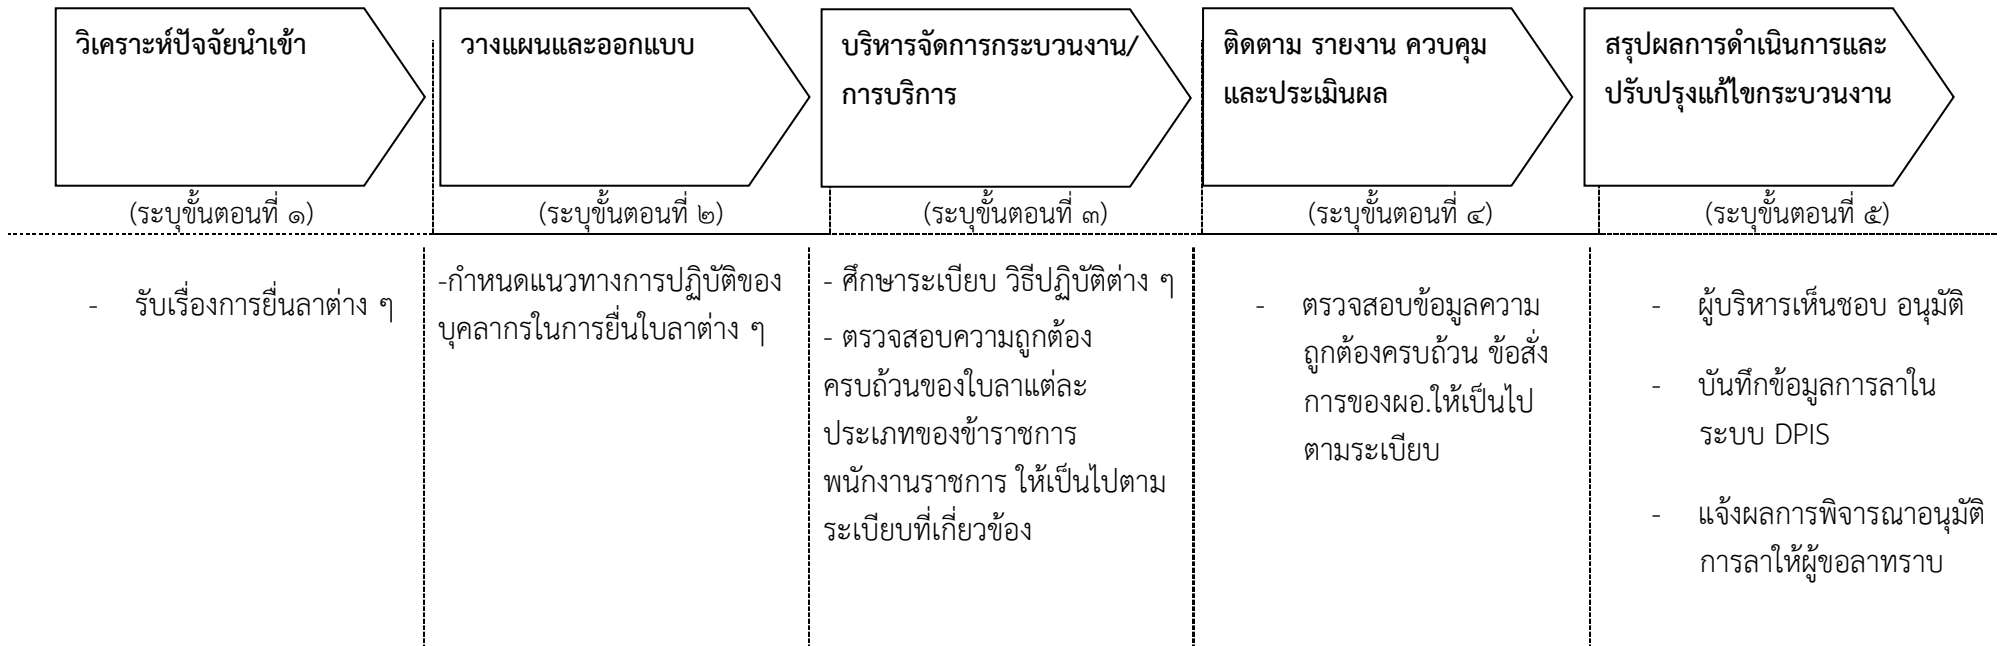 วิเคราะห์ปัจจัยนำเข้า
วางแผนและออกแบบ
บริหารจัดการกระบวนงาน/
การบริการ
ติดตาม รายงาน ควบคุม
และประเมินผล
สรุปผลการดำเนินการและ
ปรับปรุงแก้ไขกระบวนงาน
(ระบุขั้นตอนที่ ๑)
(ระบุขั้นตอนที่ ๒)
(ระบุขั้นตอนที่ ๓)
(ระบุขั้นตอนที่ ๔)
(ระบุขั้นตอนที่ ๕)
- รับเรื่องการยื่นลาต่าง ๆ
-กำหนดแนวทางการปฏิบัติของ
บุคลากรในการยื่นใบลาต่าง ๆ
- ศึกษาระเบียบ วิธีปฏิบัติต่าง ๆ
- ตรวจสอบความถูกต้อง
ครบถ้วนของใบลาแต่ละ
ประเภทของข้าราชการ
พนักงานราชการ ให้เป็นไปตาม
ระเบียบที่เกี่ยวข้อง
- ตรวจสอบข้อมูลความ
ถูกต้องครบถ้วน ข้อสั่ง
การของผอ.ให้เป็นไป
ตามระเบียบ
- ผู้บริหารเห็นชอบ อนุมัติ
- บันทึกข้อมูลการลาใน
ระบบ DPIS
- แจ้งผลการพิจารณาอนุมัติ
การลาให้ผู้ขอลาทราบ